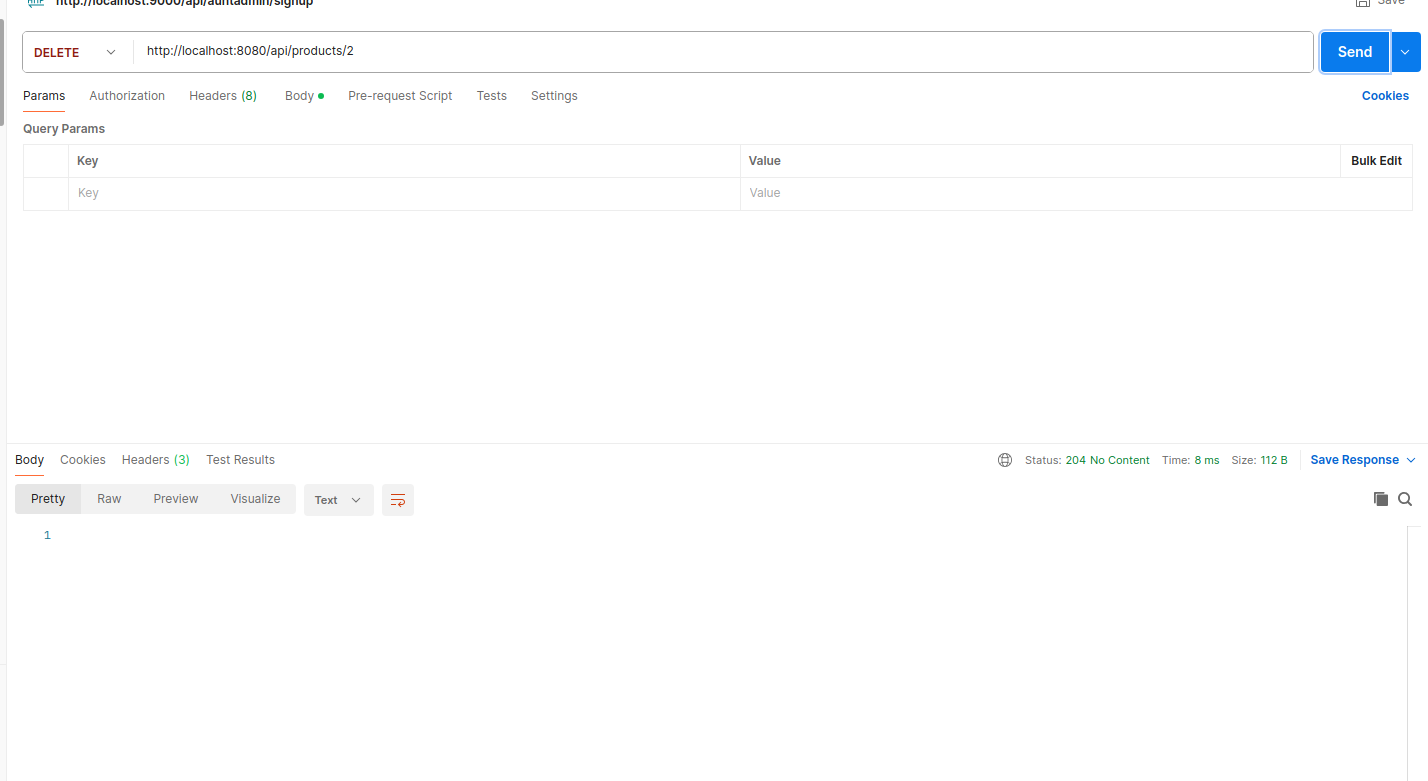 HTTP http://localhost:9000/api/auhtadmin/signup Save
DELETE http://localhost:8080/api/products/2 Send
Params Authorization Headers (8) Body Pre-request Script Tests Settings Cookies
Query Params
Key Value Bulk Edit
Key Value
Body Cookies Headers (3) Test Results Status: 204 No Content Time: 8 ms Size: 112 B Save Response
Pretty Raw Preview Visualize Text
1